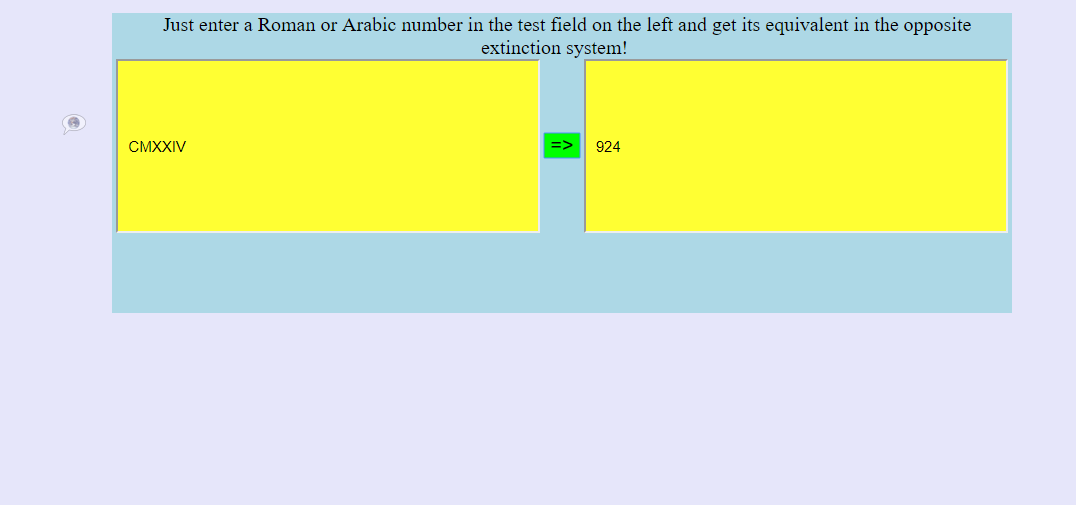 Just enter a Roman or Arabic number in the test field on the left and get its equivalent in the opposite
extinction system!
CMXXIV => 924